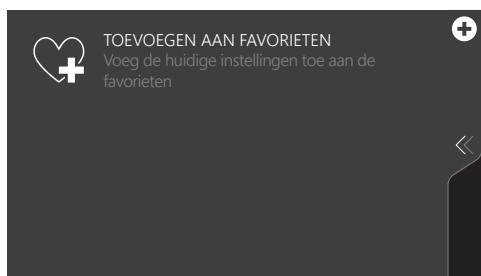 TOEVOEGEN AAN FAVORIETEN
Voeg de huidige instellingen toe aan de
favorieten